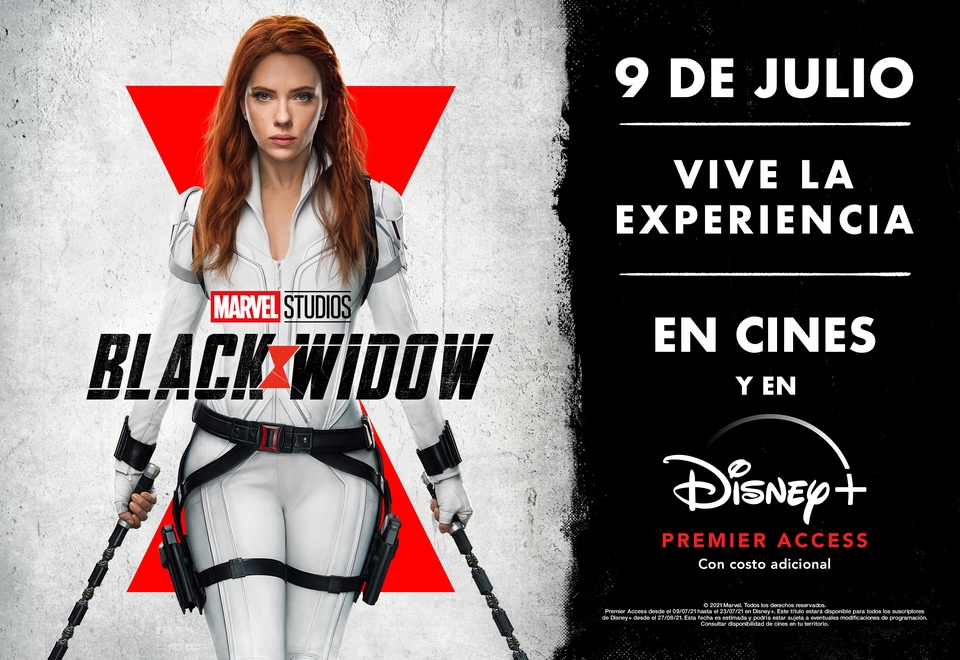 MARVEL STUDIOS
BLACK WIDOW
9 DE JULIO
VIVE LA
EXPERIENCIA
EN CINES
Y EN
Disney+
PREMIER ACCESS
Con costo adicional
© 2021 Marvel. Todos los derechos reservados.
Premier Access desde el 09/07/21 hasta el 23/07/21 en Disney+. Este título estará disponible para todos los suscriptores
de Disney+ desde el 27/08/21. Esta fecha es estimada y podría estar sujeta a eventuales modificaciones de programación.
Consultar disponibilidad de cines en tu territorio.